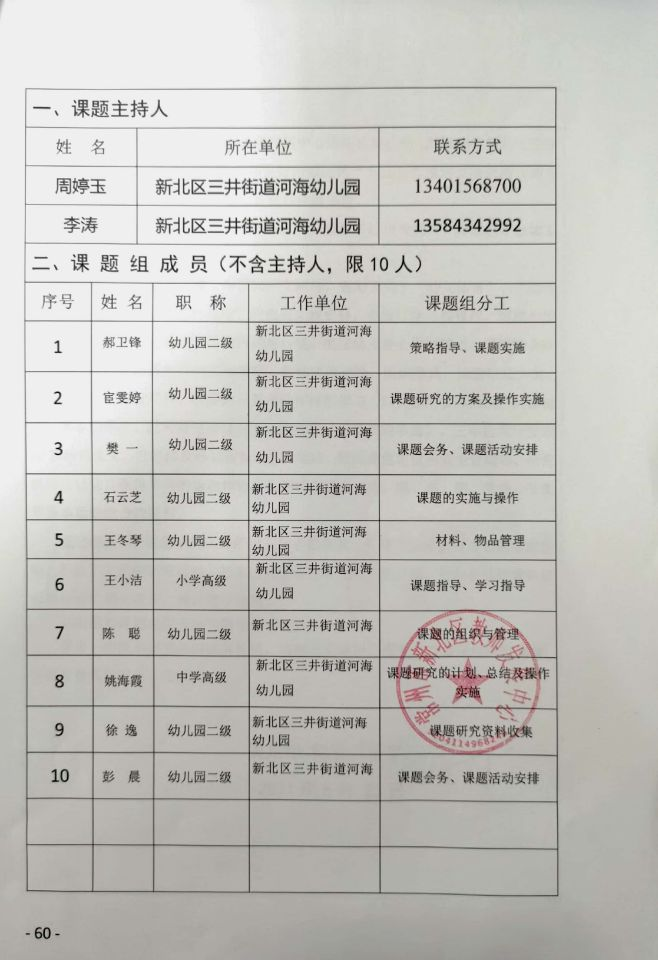 一、课题主持人
姓 名 所在单位 联系方式
周婷玉 新北区三井街道河海幼儿园 13401568700
李涛 新北区三井街道河海幼儿园 13584342992
二、课 题 组 成 员（不含主持人，限 10 人）
序号 姓 名 职 称 工作单位 课题组分工
1 郝卫锋 幼儿园二级 新北区三井街道河海
幼儿园 策略指导、课题实施
2 宦雯婷 幼儿园二级 新北区三井街道河海
幼儿园 课题研究的方案及操作实施
3 樊 一 幼儿园二级 新北区三井街道河海
幼儿园 课题会务、课题活动安排
4 石云芝 幼儿园二级 新北区三井街道河海
幼儿园 课题的实施与操作
5 王冬琴 幼儿园二级 新北区三井街道河海
幼儿园 材料、物品管理
6 王小洁 小学高级 新北区三井街道河海
幼儿园 课题指导、学习指导
7 陈 聪 幼儿园二级 新北区三井街道河海 课题的组织与管理
8 姚海霞 中学高级 新北区三井街道河海
幼儿园 课题研究的计划、总结及操作
实施
9 徐 逸 幼儿园二级 新北区三井街道河海
幼儿园 课题研究资料收集
10 彭 晨 幼儿园二级 新北区三井街道河海 课题会务、课题活动安排
常州市新北区教师发展中心
- 60 -